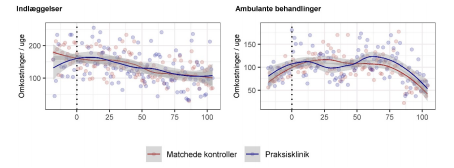 Indlæggelser
Ambulante behandlinger
Omkostninger / uge
200
100
0
25
50
75
100
Omkostninger / uge
150
100
50
0
25
50
75
100
Matchede kontroller
Praksisklinik